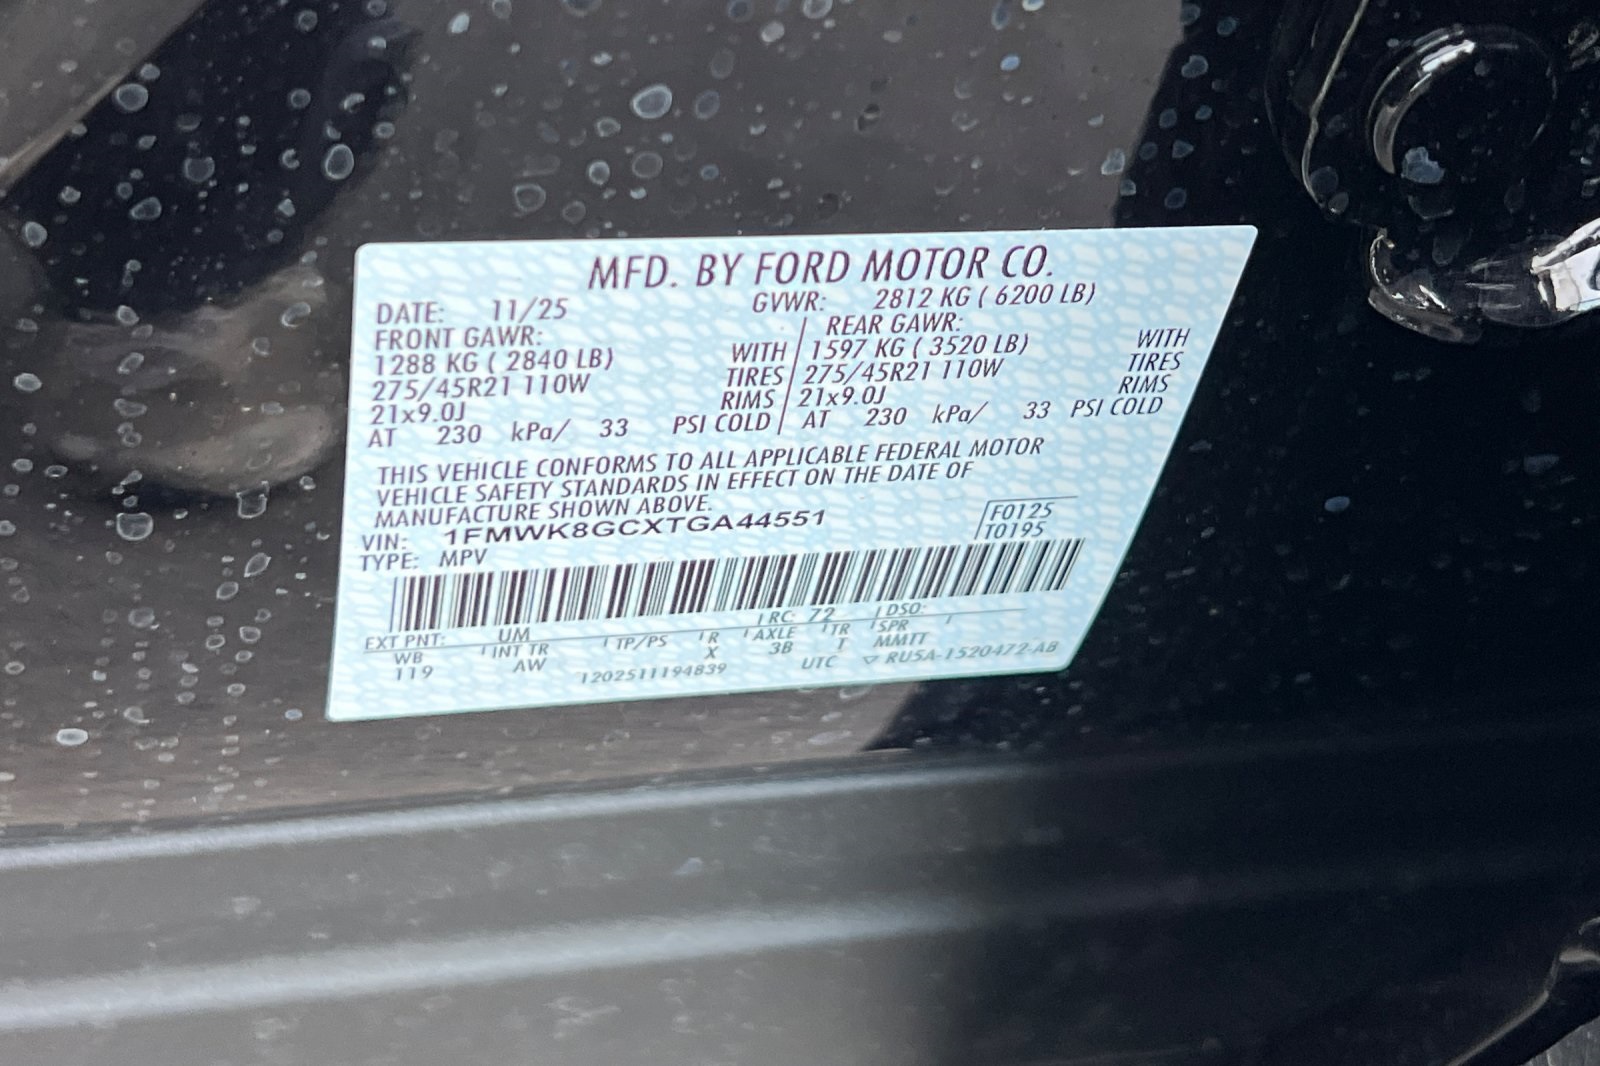 MFD. BY FORD MOTOR CO.
DATE: 11/25 GVWR: 2812 KG ( 6200 LB)
FRONT GAWR: REAR GAWR:
1288 KG ( 2840 LB) WITH 1597 KG ( 3520 LB) WITH
275/45R21 110W TIRES 275/45R21 110W TIRES
21x9.0J RIMS 21x9.0J RIMS
AT 230 kPa/ 33 PSI COLD AT 230 kPa/ 33 PSI COLD
THIS VEHICLE CONFORMS TO ALL APPLICABLE FEDERAL MOTOR
VEHICLE SAFETY STANDARDS IN EFFECT ON THE DATE OF
MANUFACTURE SHOWN ABOVE.
VIN: 1FMWK8GCXTGA44551 F0125
TYPE: MPV T0195
EXT PNT: UM RC: 72 DSO:
WB INT TR TP/PS R AXLE TR SPR
119 AW X 3B T MMTT
1202511194839 UTC ▽ RU5A-1520472-AB